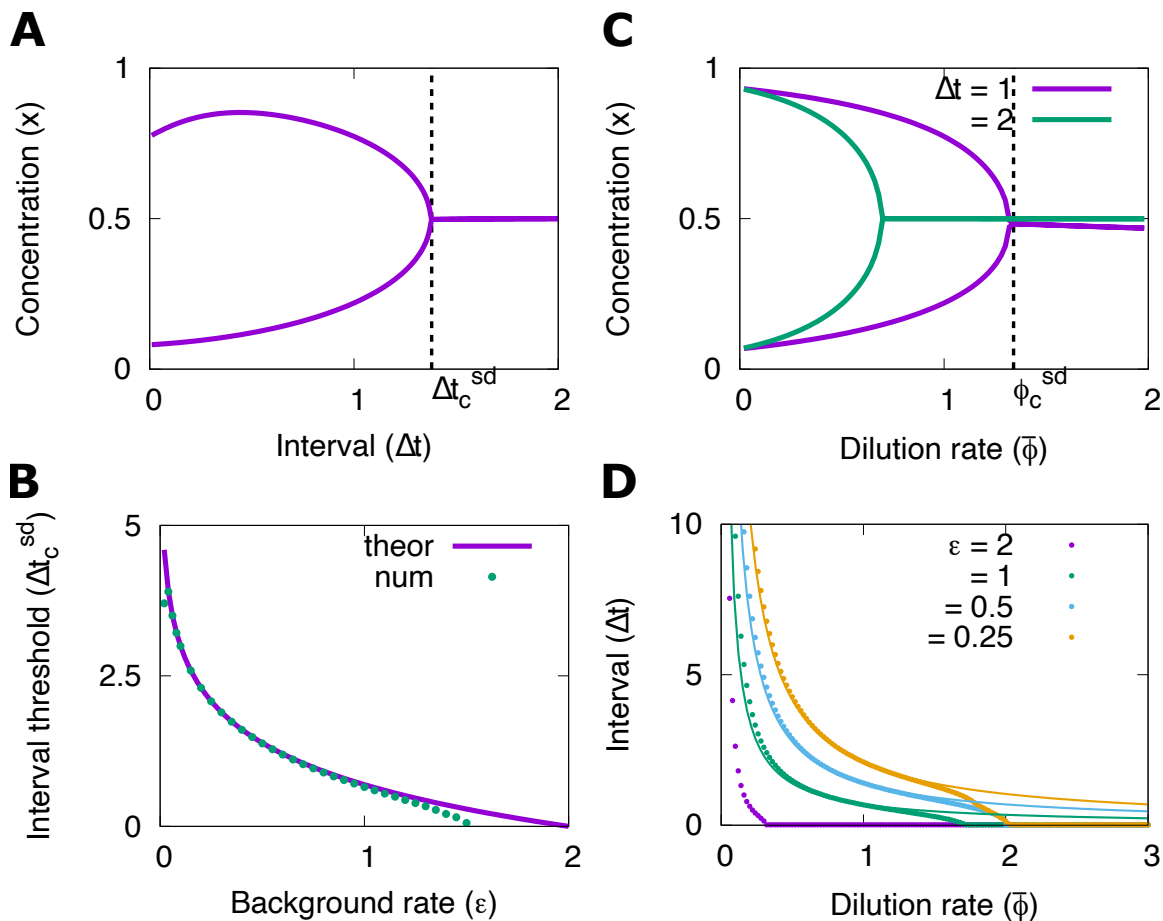 A
Concentration (x)
1
0.5
0
0 1 2
Δt_c^sd
Interval (Δt)
C
Concentration (x)
1
0.5
0
Δt = 1
= 2
0 1 2
ϕ_c^sd
Dilution rate (ϕ̅)
B
Interval threshold (Δt_c^sd)
5
2.5
0
theor
num
0 1 2
Background rate (ε)
D
Interval (Δt)
10
5
0
ε = 2
= 1
= 0.5
= 0.25
0 1 2 3
Dilution rate (ϕ̅)